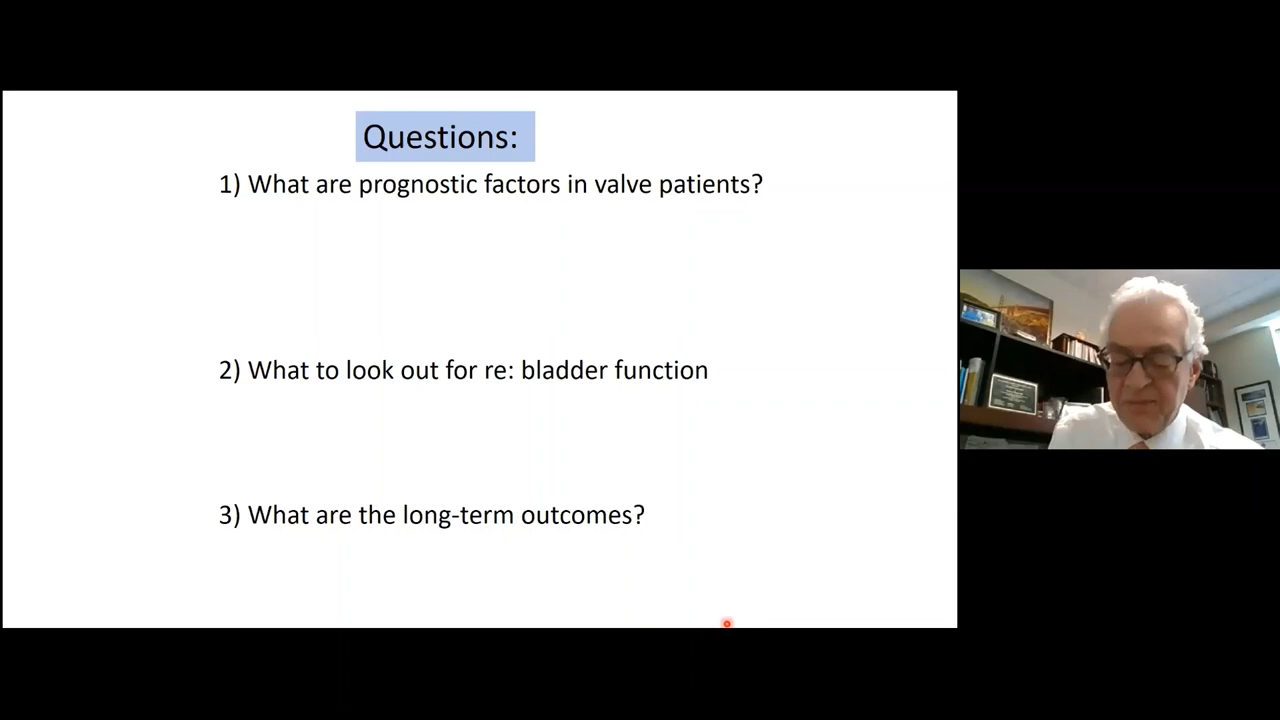 Questions:
1) What are prognostic factors in valve patients?
2) What to look out for re: bladder function
3) What are the long-term outcomes?